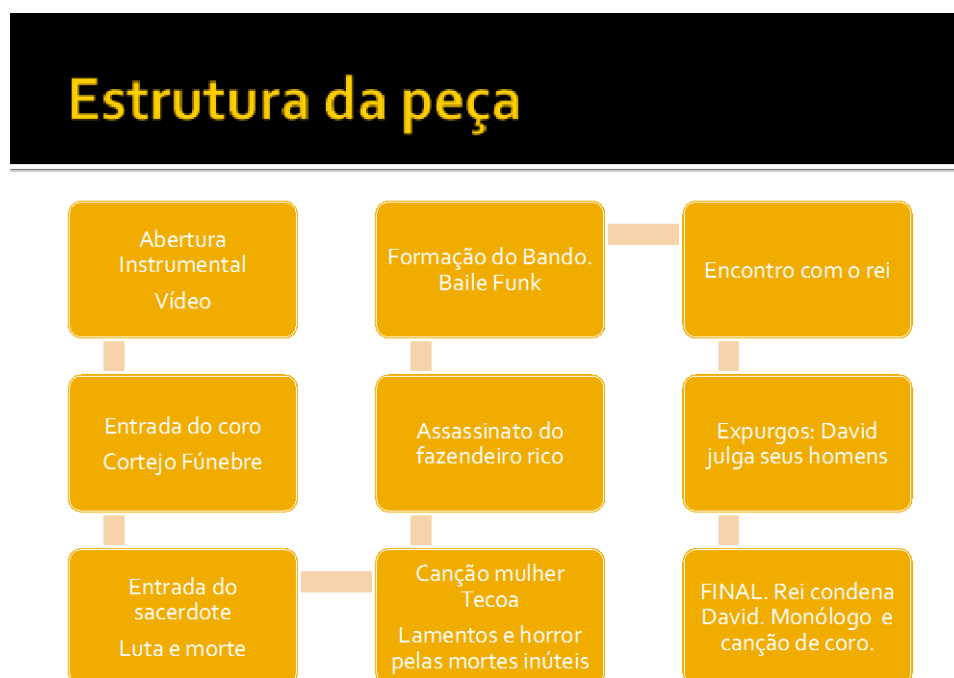 Estrutura da peça
Abertura
Instrumental
Vídeo
Entrada do coro
Cortejo Fúnebre
Entrada do
sacerdote
Luta e morte
Canção mulher
Tecoa
Lamentos e horror
pelas mortes inúteis
Assassinato do
fazendeiro rico
Formação do Bando.
Baile Funk
Encontro com o rei
Expurgos: David
julga seus homens
FINAL. Rei condena
David. Monólogo e
canção de coro.